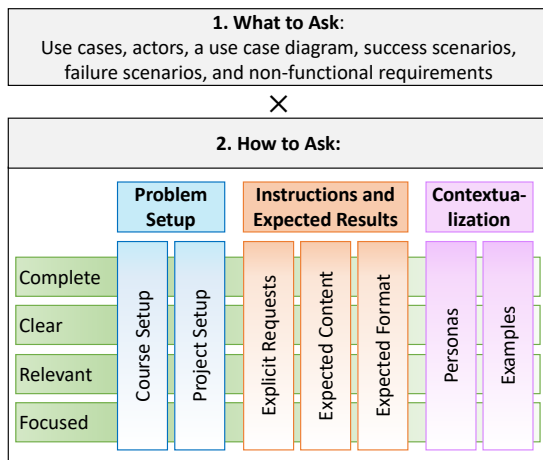 1. What to Ask:
Use cases, actors, a use case diagram, success scenarios,
failure scenarios, and non-functional requirements
×
2. How to Ask:
Problem
Setup
Instructions and
Expected Results
Contextua-
lization
Complete
Clear
Relevant
Focused
Course Setup
Project Setup
Explicit Requests
Expected Content
Expected Format
Personas
Examples